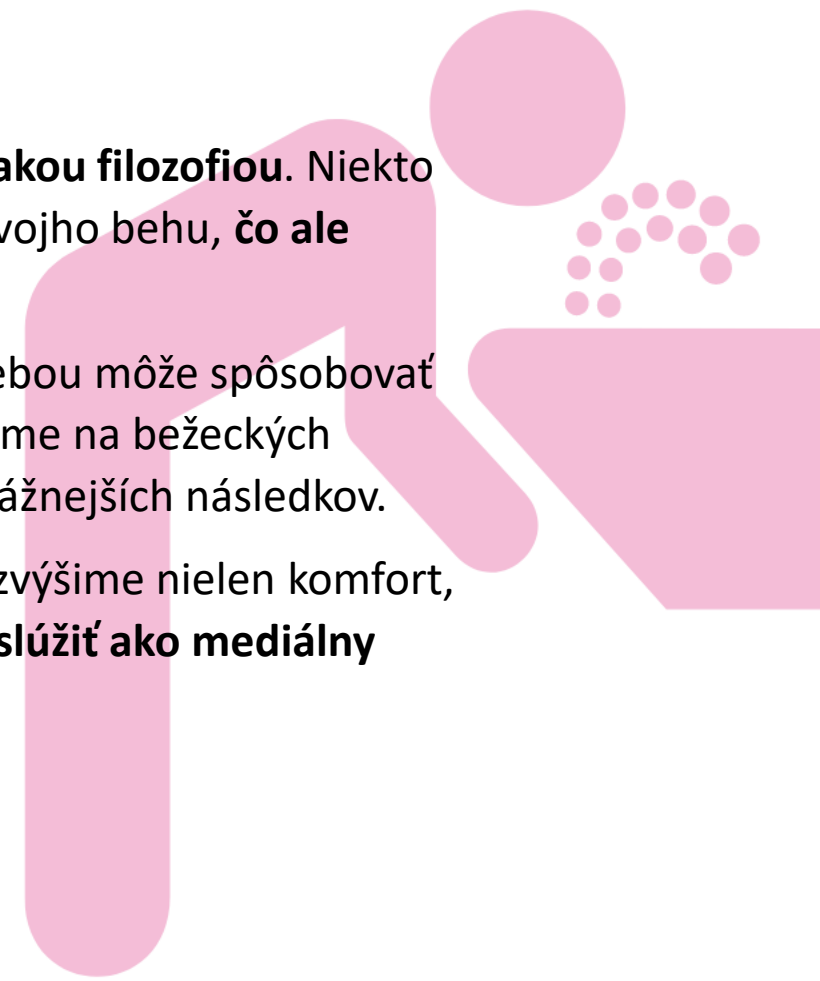 akou filozofiou. Niekto
vojho behu, čo ale
ebou môže spôsobovať
me na bežeckých
ážnejších následkov.
zvýšime nielen komfort,
slúžiť ako mediálny